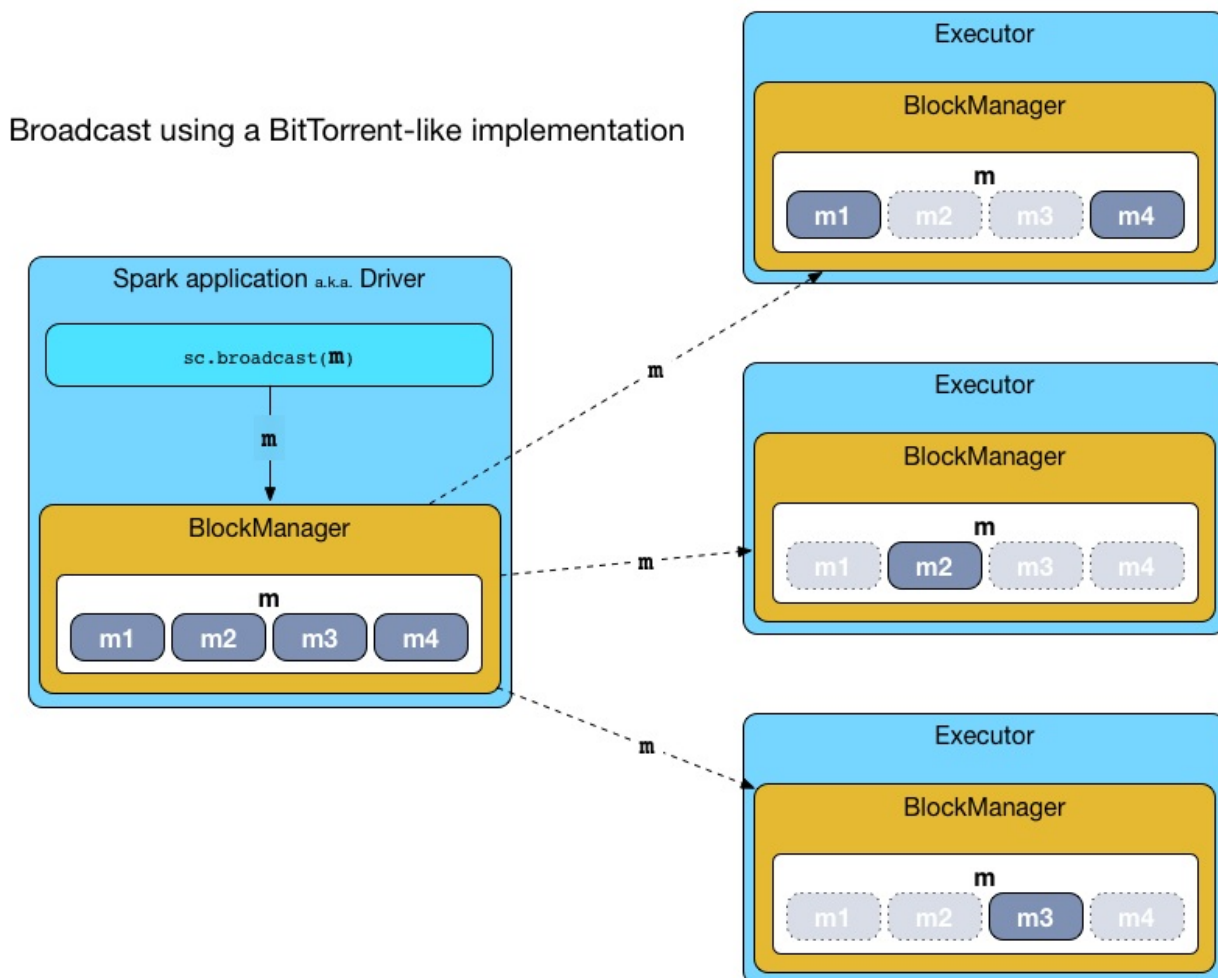 Broadcast using a BitTorrent-like implementation
Spark application a.k.a. Driver
sc.broadcast(m)
m
BlockManager
m
m1 m2 m3 m4
m
m
m
Executor
BlockManager
m
m1 m2 m3 m4
Executor
BlockManager
m
m1 m2 m3 m4
Executor
BlockManager
m
m1 m2 m3 m4